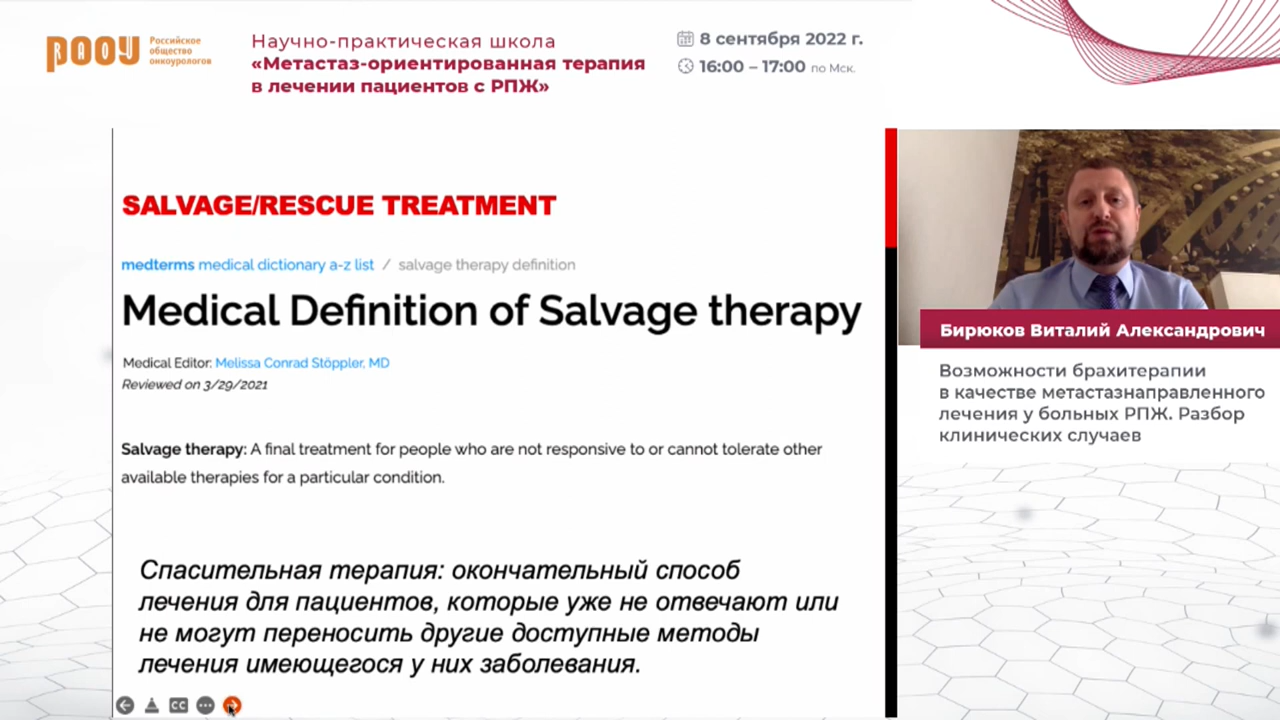 РАОУ
Российское
общество
онкоурологов
Научно-практическая школа
«Метастаз-ориентированная терапия
в лечении пациентов с РПЖ»
8 сентября 2022 г.
16:00 – 17:00 по Мск.
SALVAGE/RESCUE TREATMENT
medterms medical dictionary a-z list / salvage therapy definition
Medical Definition of Salvage therapy
Medical Editor: Melissa Conrad Stöppler, MD
Reviewed on 3/29/2021
Salvage therapy: A final treatment for people who are not responsive to or cannot tolerate other
available therapies for a particular condition.
Спасительная терапия: окончательный способ
лечения для пациентов, которые уже не отвечают или
не могут переносить другие доступные методы
лечения имеющегося у них заболевания.
CC
Бирюков Виталий Александрович
Возможности брахитерапии
в качестве метастазнаправленного
лечения у больных РПЖ. Разбор
клинических случаев